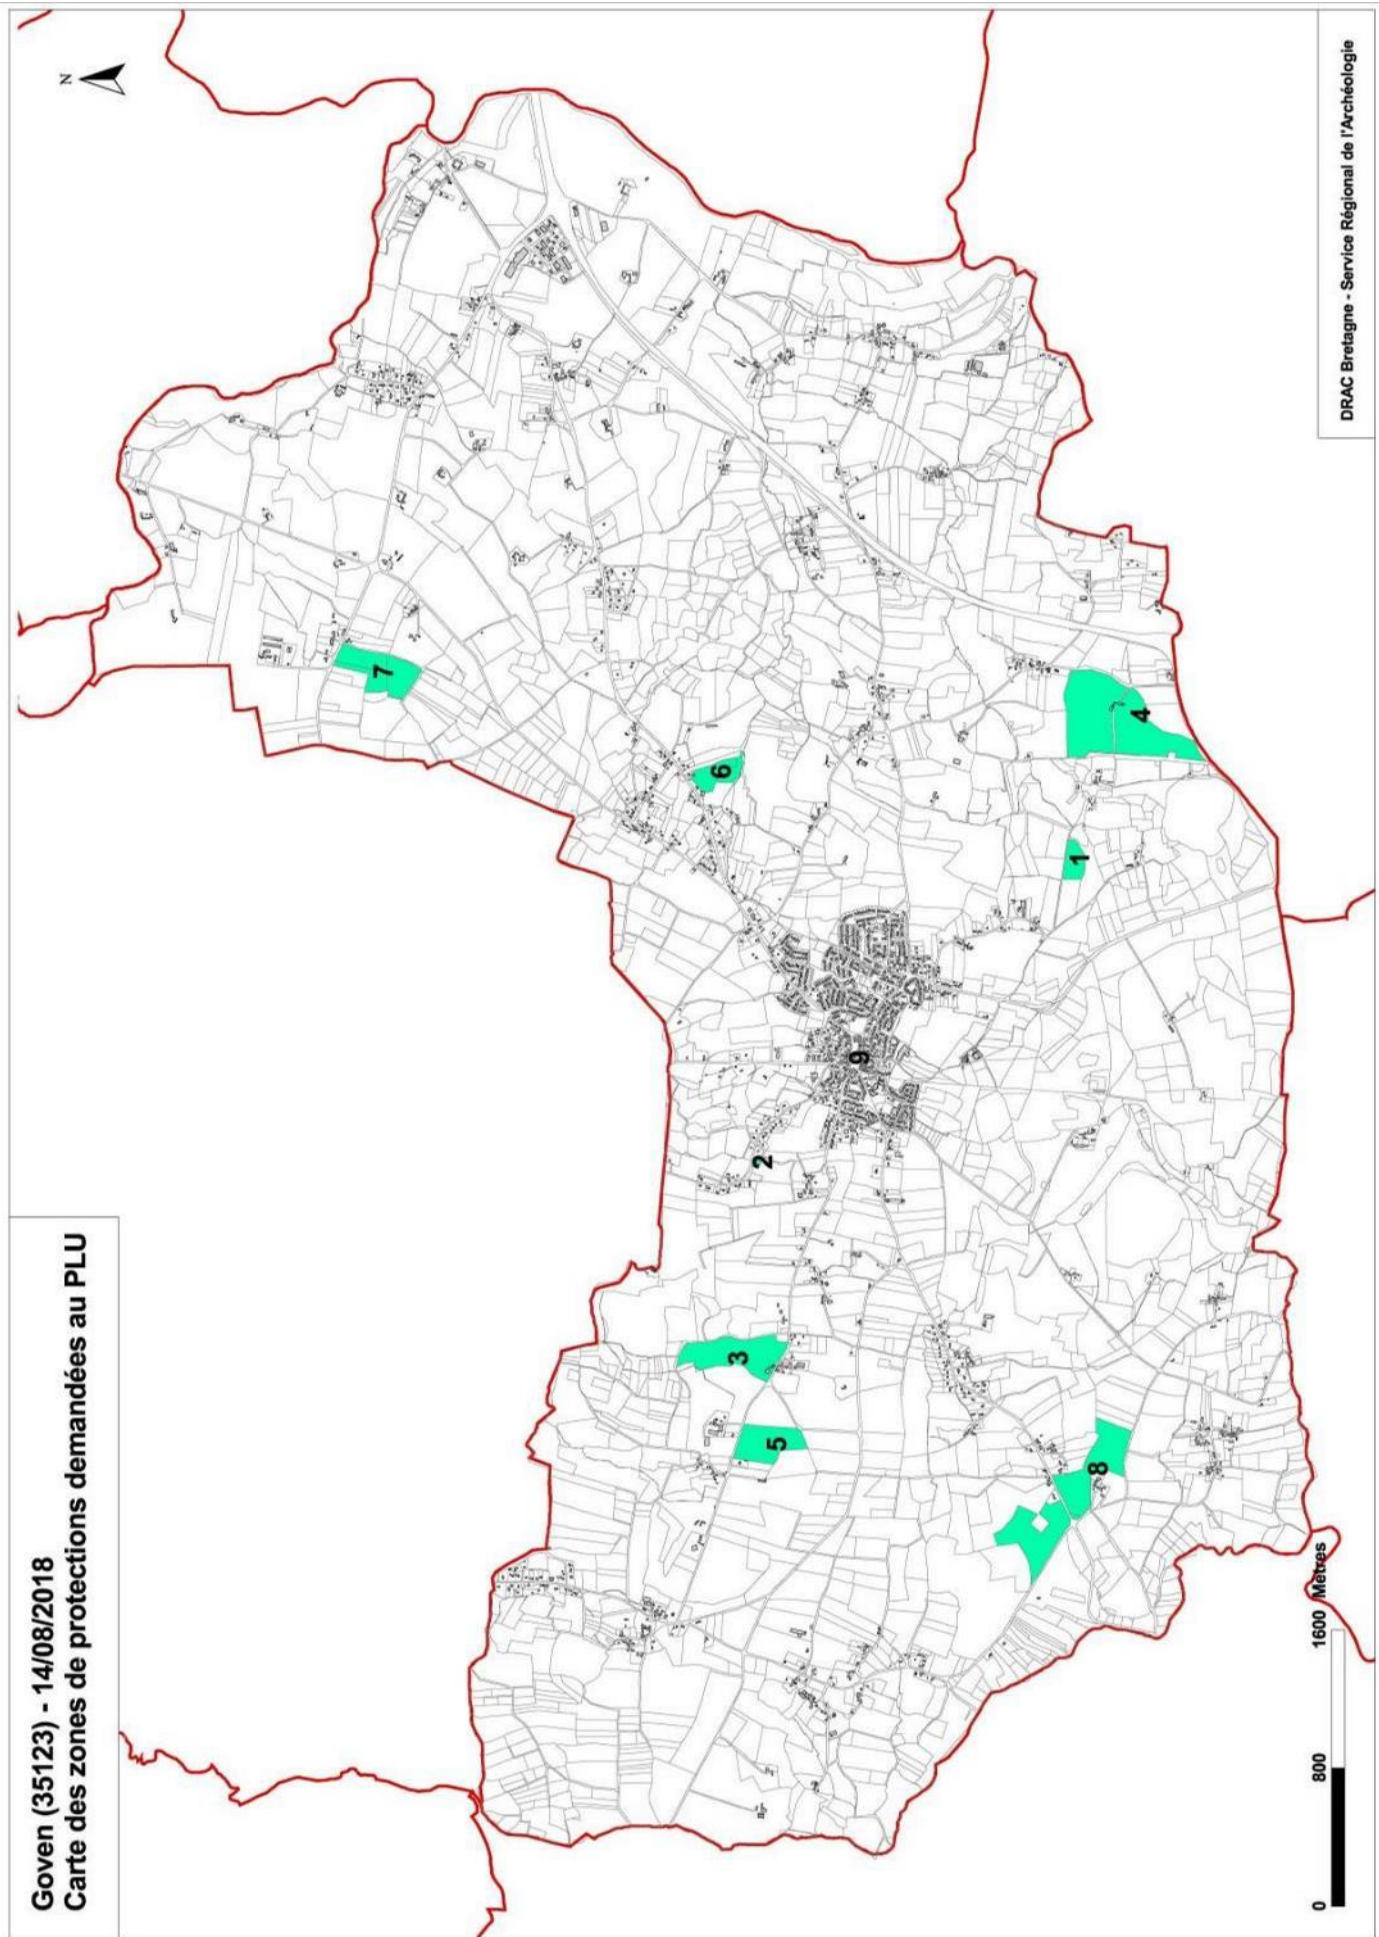 Goven (35123) - 14/08/2018
Carte des zones de protections demandées au PLU
N
7
6
4
1
9
2
3
5
8
0 800 1600 Mètres
DRAC Bretagne - Service Régional de l'Archéologie